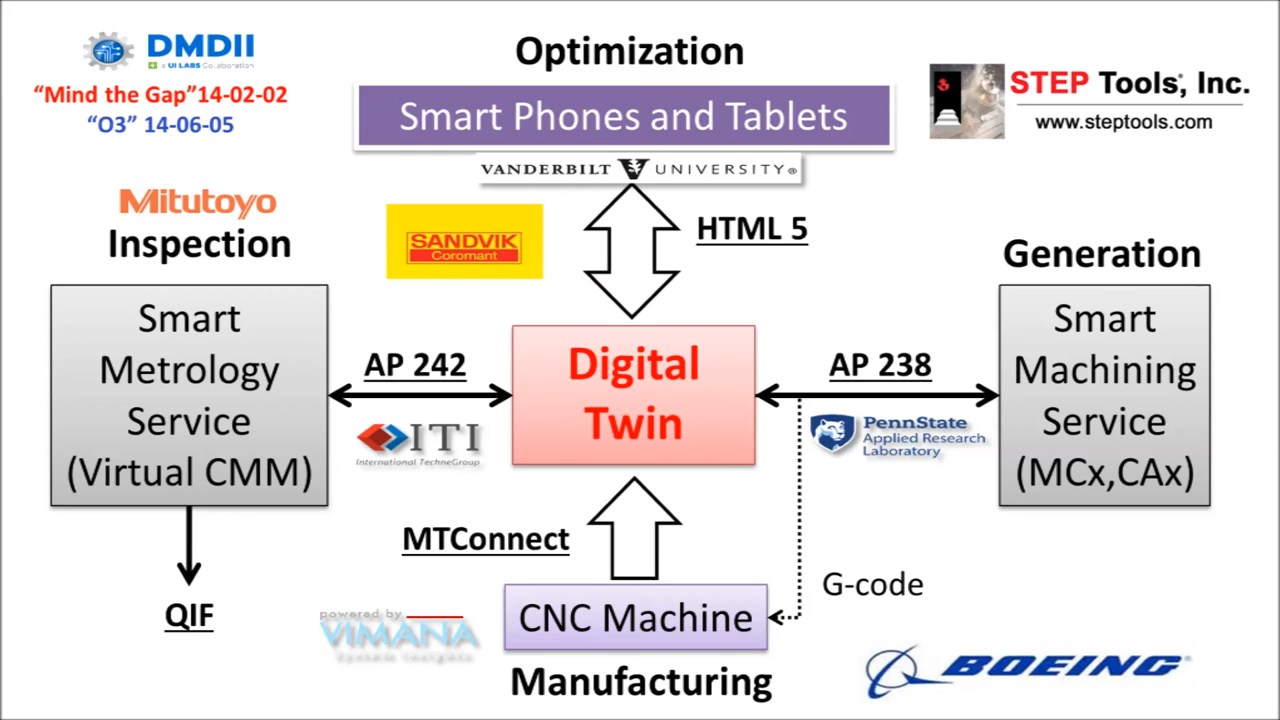 DMDII
a UI LABS Collaboration
“Mind the Gap”14-02-02
“O3” 14-06-05
Optimization
Smart Phones and Tablets
VANDERBILT V UNIVERSITY®
STEP Tools, Inc.
www.steptools.com
Mitutoyo
Inspection
SANDVIK
Coromant
HTML 5
Generation
Smart
Metrology
Service
(Virtual CMM)
AP 242
ITI
International TechneGroup
Digital
Twin
AP 238
PennState
Applied Research
Laboratory
Smart
Machining
Service
(MCx,CAx)
MTConnect
G-code
QIF
powered by
VIMANA
System Insights
CNC Machine
Manufacturing
BOEING